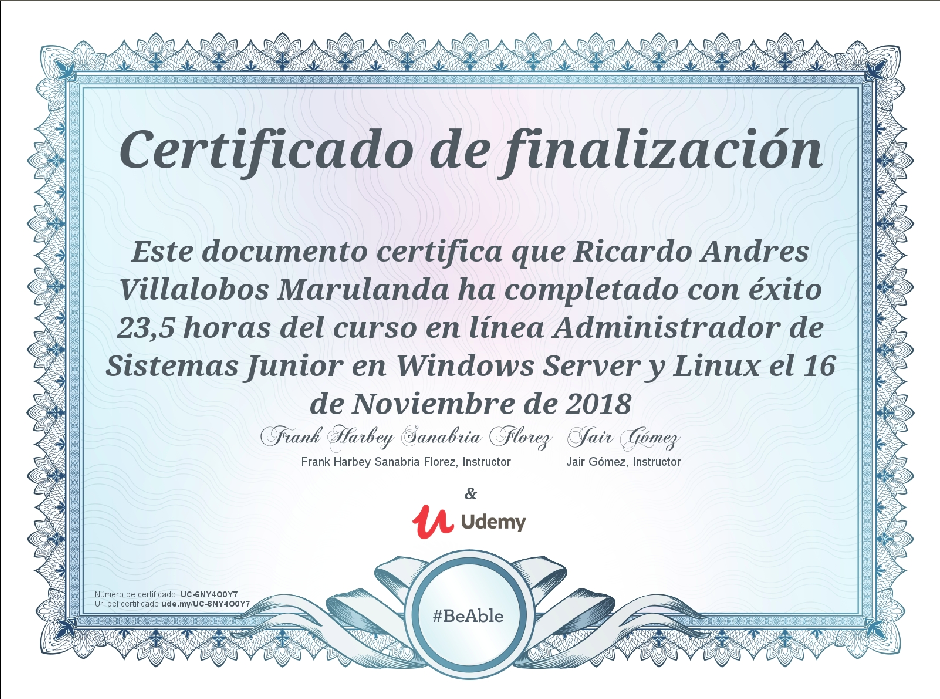 Certificado de finalización
Este documento certifica que Ricardo Andres
Villalobos Marulanda ha completado con éxito
23,5 horas del curso en línea Administrador de
Sistemas Junior en Windows Server y Linux el 16
de Noviembre de 2018
Frank Harbey Sanabria Florez Jair Gómez
Frank Harbey Sanabria Florez, Instructor Jair Gómez, Instructor
&
Udemy
Número de certificado: UC-6NY4O0Y7
Url del certificado ude.my/UC-6NY4O0Y7
#BeAble